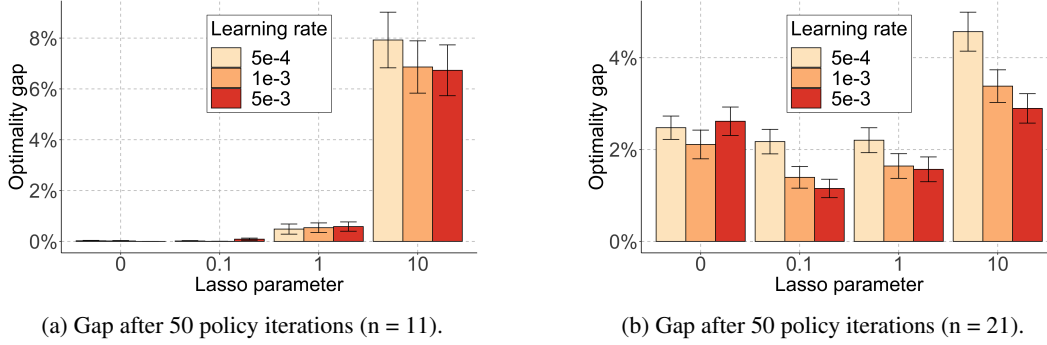 Optimality gap
8%
6%
4%
2%
0%
Learning rate
5e-4
1e-3
5e-3
0 0.1 1 10
Lasso parameter
(a) Gap after 50 policy iterations (n = 11).
Optimality gap
4%
2%
0%
Learning rate
5e-4
1e-3
5e-3
0 0.1 1 10
Lasso parameter
(b) Gap after 50 policy iterations (n = 21).